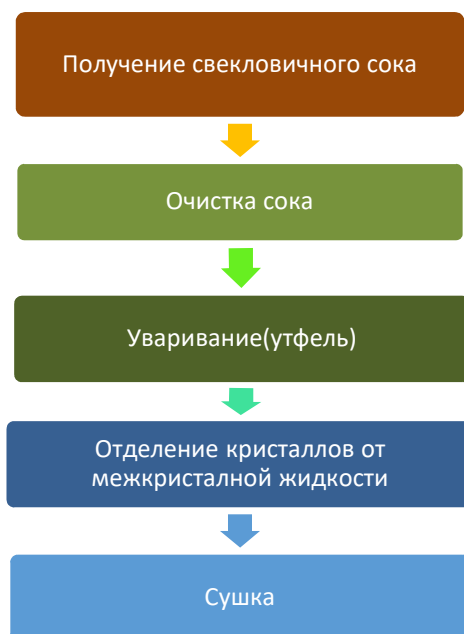 Получение свекловичного сока
Очистка сока
Уваривание(утфель)
Отделение кристаллов от
межкристалной жидкости
Сушка